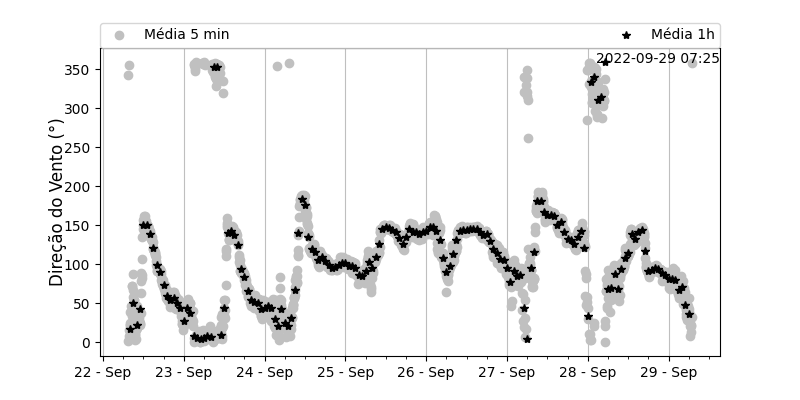 Média 5 min
Média 1h
2022-09-29 07:25
Direção do Vento (°)
350
300
250
200
150
100
50
0
22 - Sep
23 - Sep
24 - Sep
25 - Sep
26 - Sep
27 - Sep
28 - Sep
29 - Sep